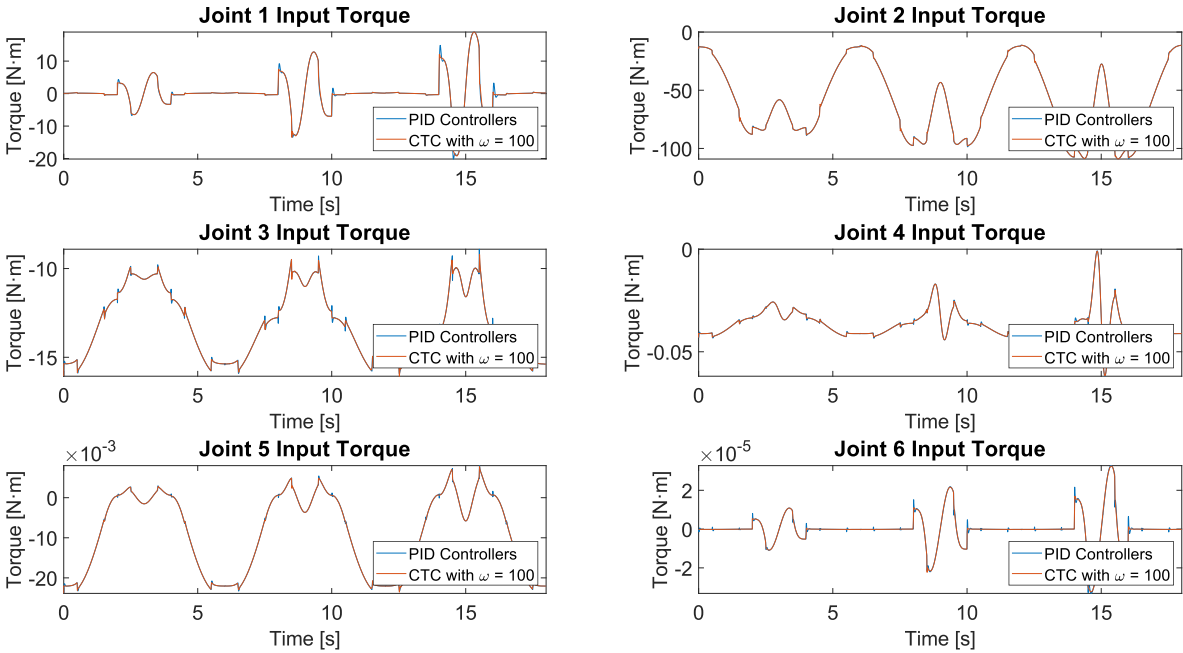 Joint 1 Input Torque
Torque [N·m]
10
0
-10
-20
PID Controllers
CTC with ω = 100
0 5 10 15
Time [s]
Joint 2 Input Torque
Torque [N·m]
0
-50
-100
PID Controllers
CTC with ω = 100
0 5 10 15
Time [s]
Joint 3 Input Torque
Torque [N·m]
-10
-15
PID Controllers
CTC with ω = 100
0 5 10 15
Time [s]
Joint 4 Input Torque
Torque [N·m]
0
-0.05
PID Controllers
CTC with ω = 100
0 5 10 15
Time [s]
Joint 5 Input Torque
×10-3
Torque [N·m]
0
-10
-20
PID Controllers
CTC with ω = 100
0 5 10 15
Time [s]
Joint 6 Input Torque
×10-5
Torque [N·m]
2
0
-2
PID Controllers
CTC with ω = 100
0 5 10 15
Time [s]